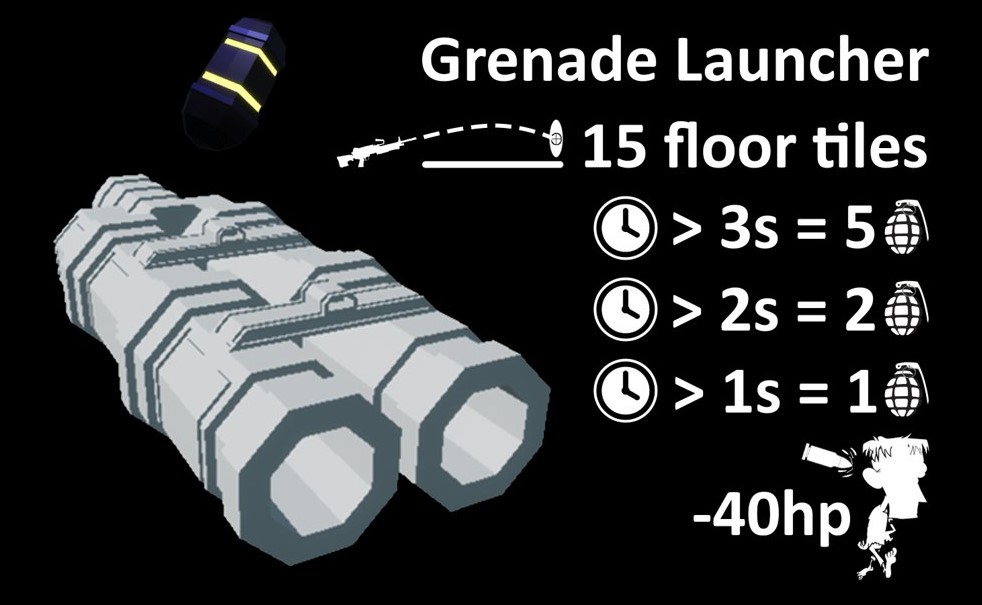 Grenade Launcher
15 floor tiles
> 3s = 5
> 2s = 2
> 1s = 1
-40hp